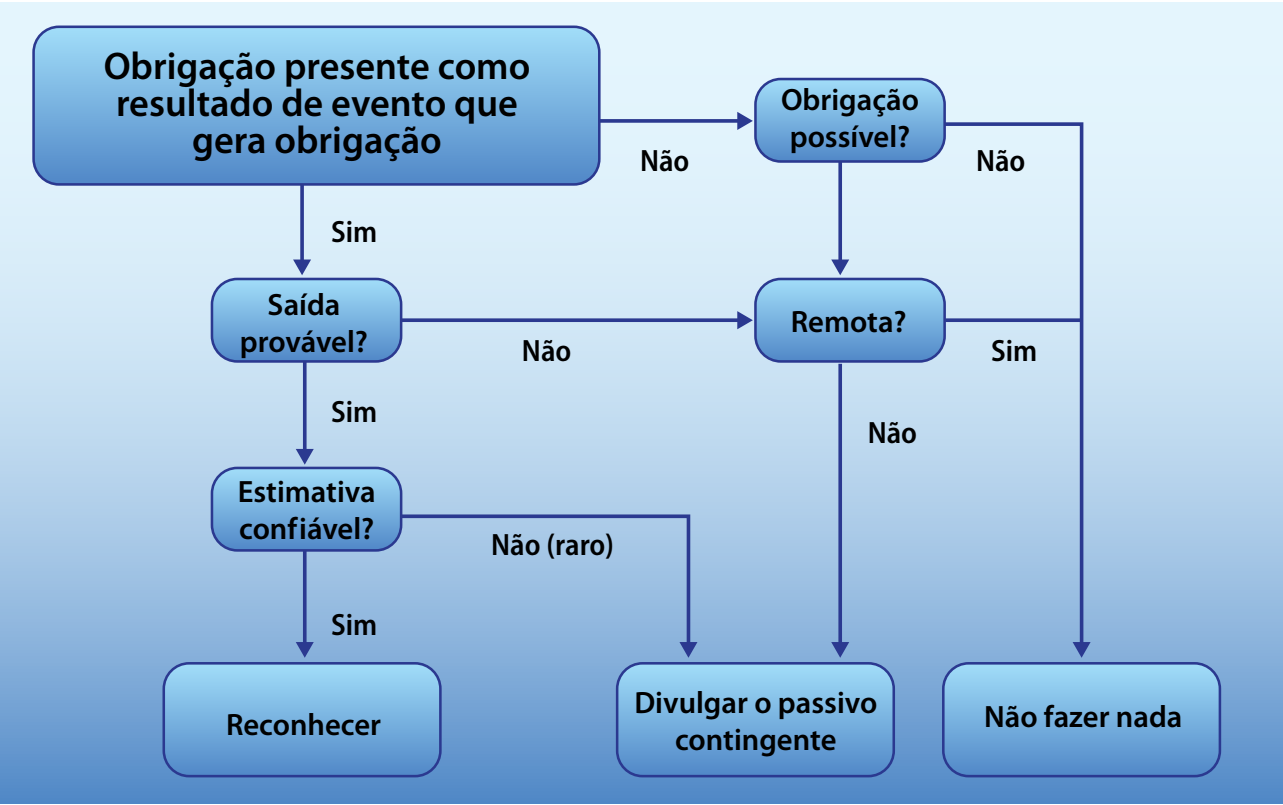 Obrigação presente como
resultado de evento que
gera obrigação
Obrigação
possível?
Não
Não
Sim
Saída
provável?
Não
Remota?
Sim
Sim
Não
Estimativa
confiável?
Não (raro)
Sim
Reconhecer
Divulgar o passivo
contingente
Não fazer nada